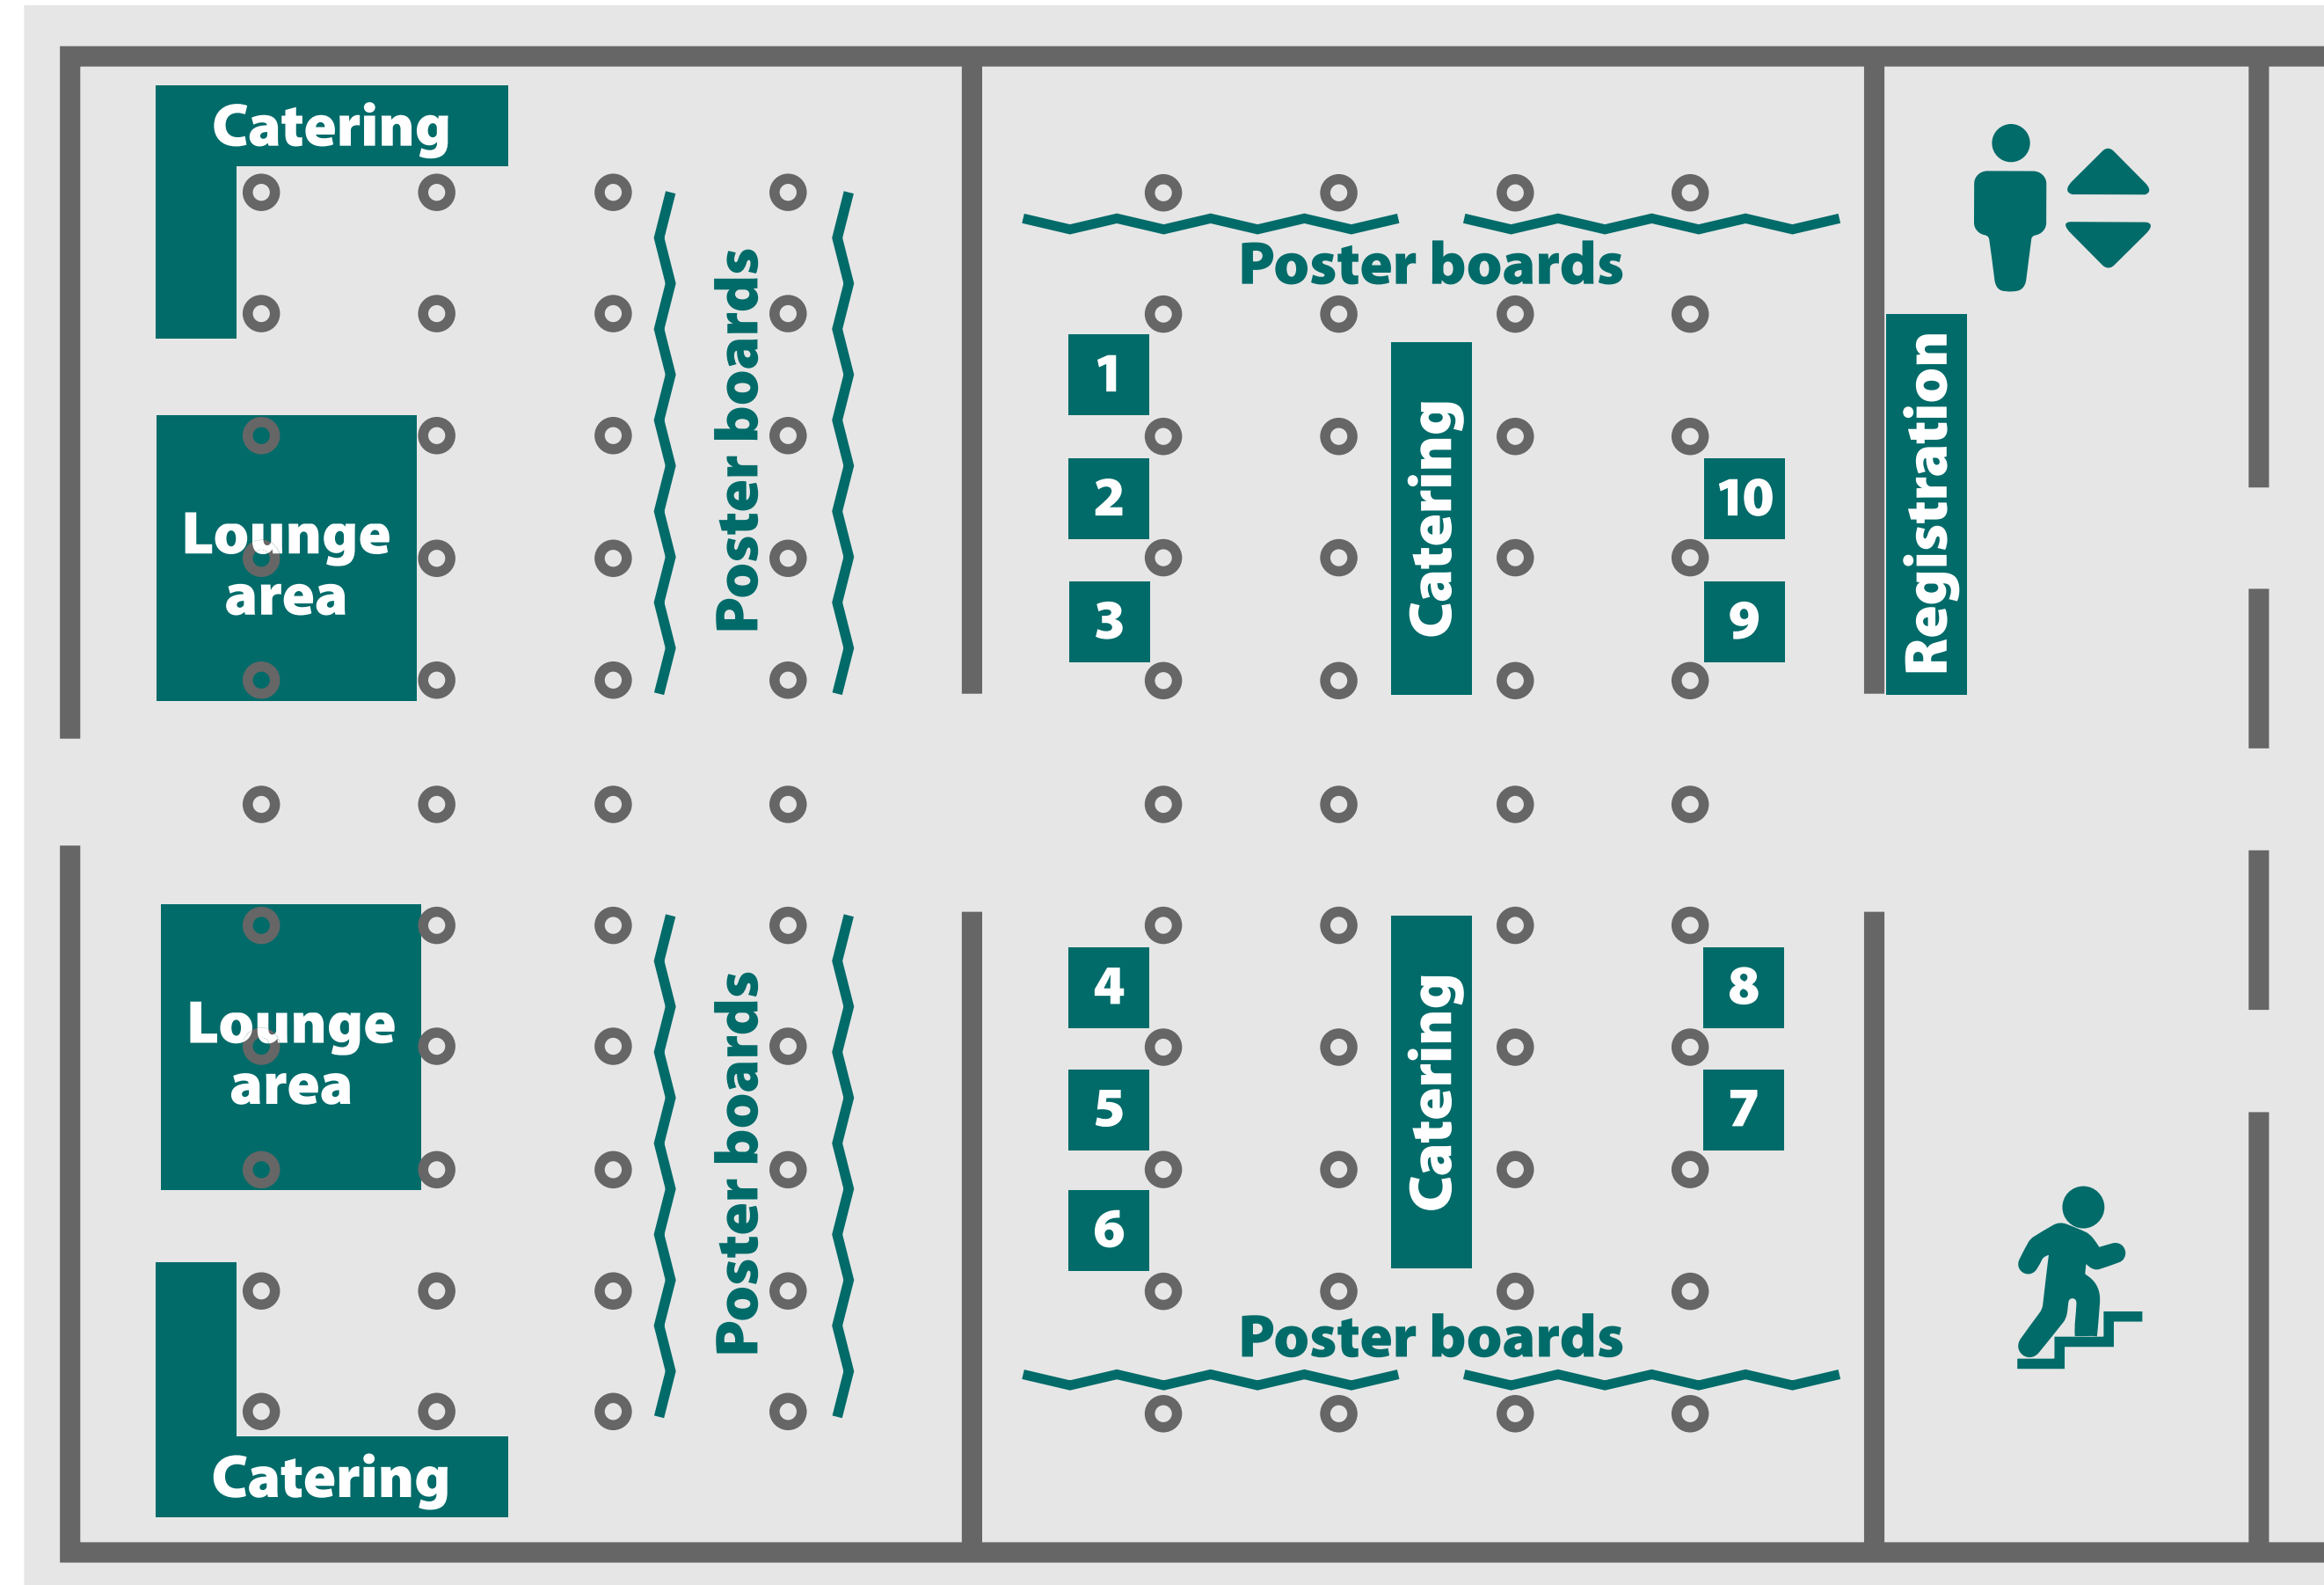 Catering
Lounge
area
Poster boards
Lounge
area
Poster boards
Catering
Poster boards
1
2
3
Catering
10
9
4
5
6
Catering
8
7
Poster boards
Registration